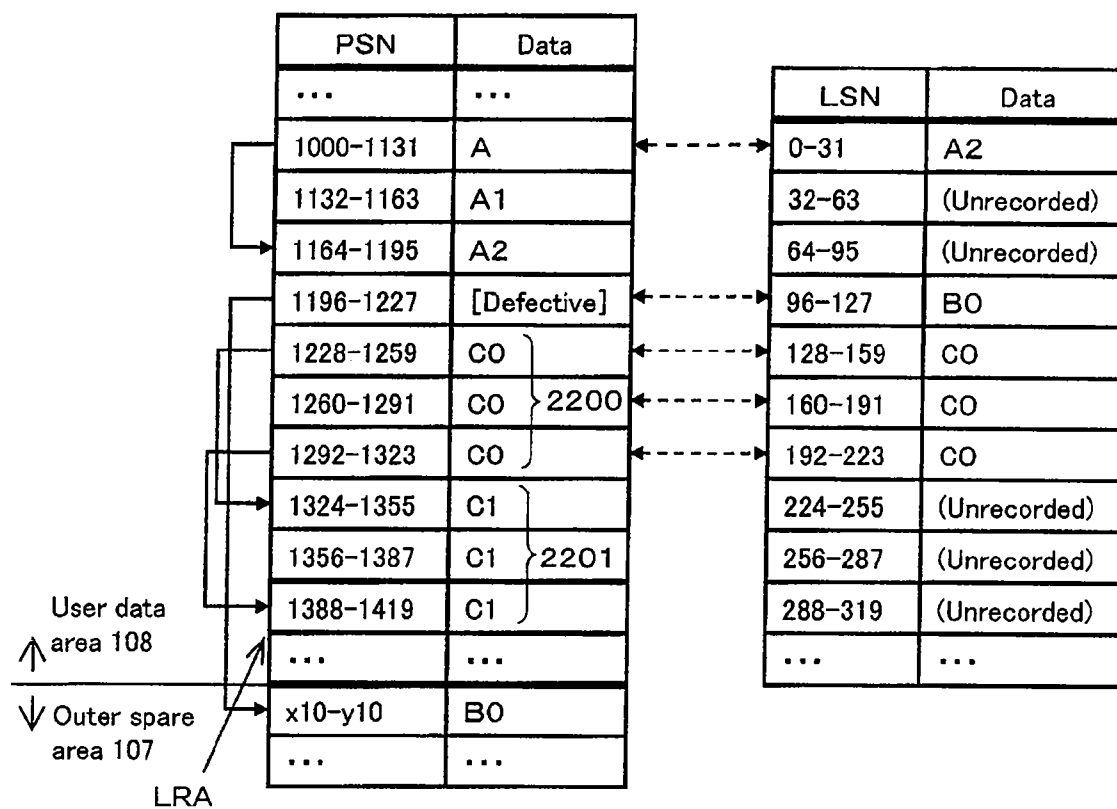 PSN Data
... ...
1000-1131 A
1132-1163 A1
1164-1195 A2
1196-1227 [Defective]
1228-1259 C0
1260-1291 C0 2200
1292-1323 C0
1324-1355 C1
1356-1387 C1 2201
1388-1419 C1
... ...
x10-y10 B0
... ...
LSN Data
0-31 A2
32-63 (Unrecorded)
64-95 (Unrecorded)
96-127 B0
128-159 C0
160-191 C0
192-223 C0
224-255 (Unrecorded)
256-287 (Unrecorded)
288-319 (Unrecorded)
... ...
User data
area 108
Outer spare
area 107
LRA